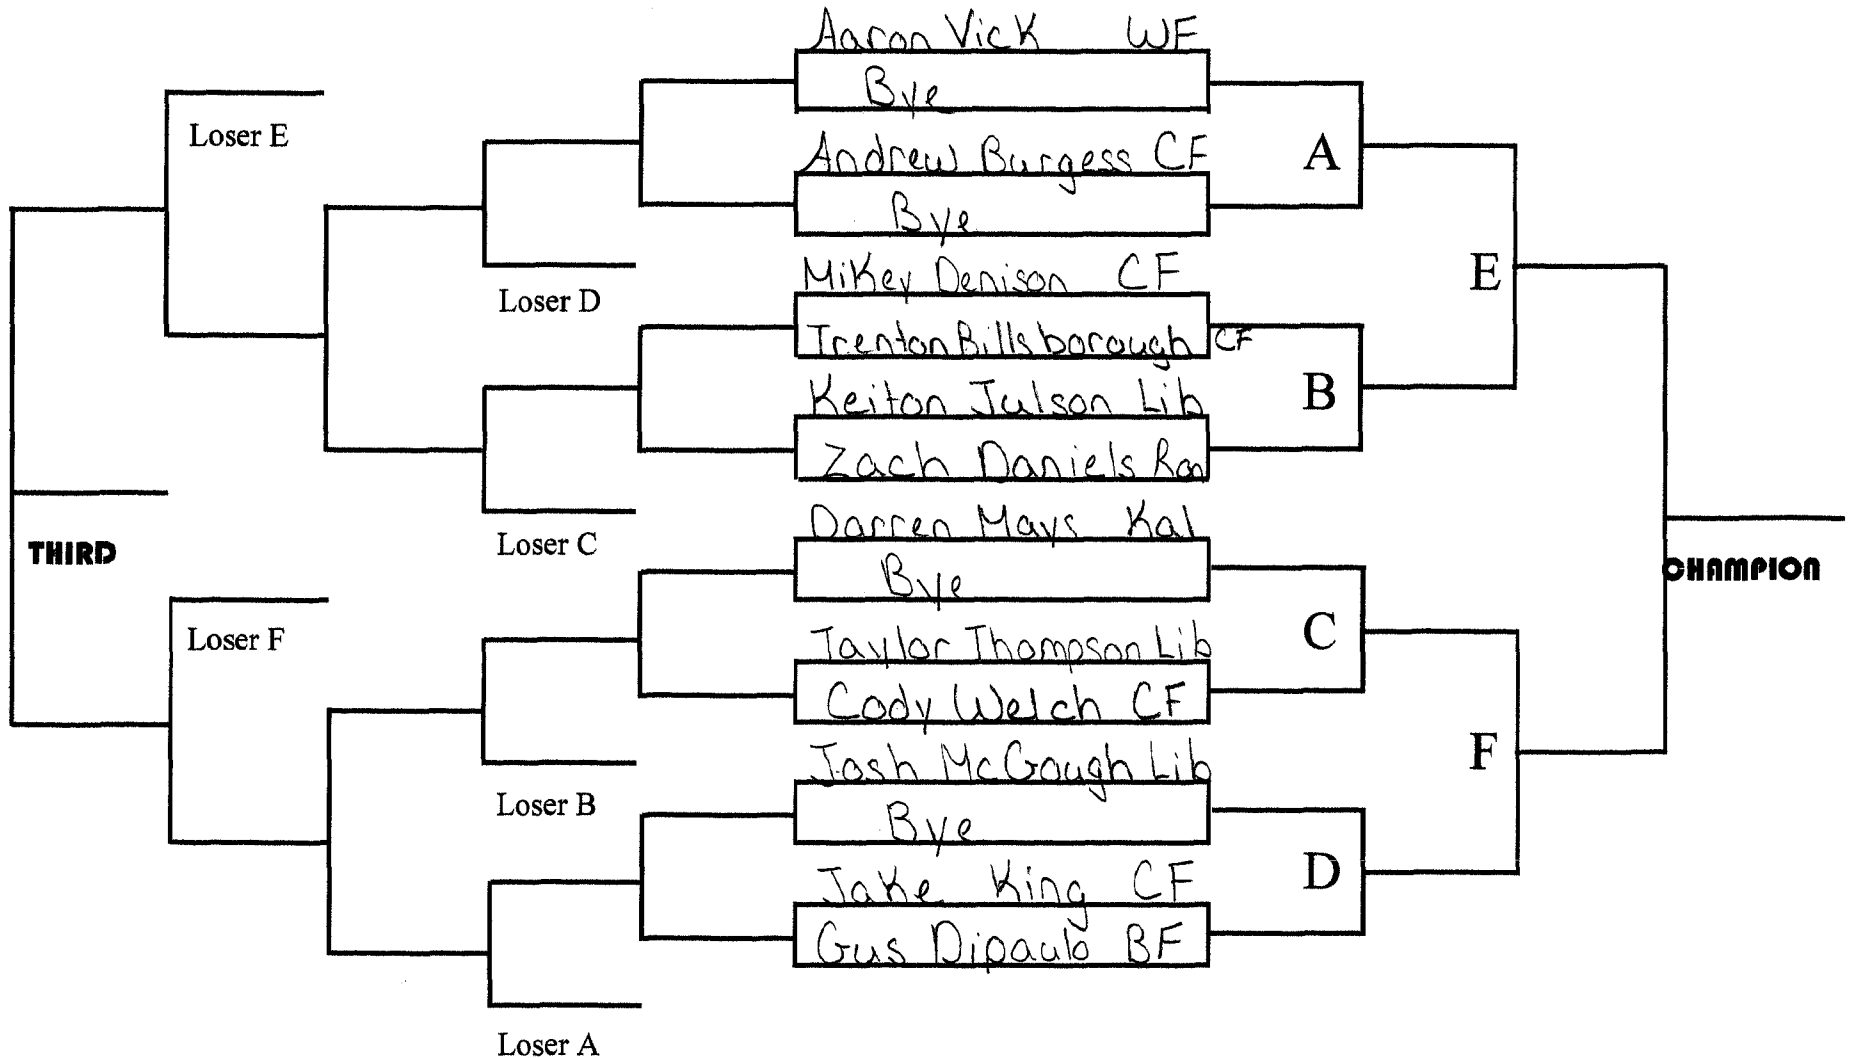 Aaron Vick WF
Bye
Andrew Burgess CF
Bye
Mikey Denison CF
Trenton Billsborough CF
Keiton Julson Lib
Zach Daniels Roo
Darren Mays Kal
Bye
Taylor Thompson Lib
Cody Welch CF
Josh McGough Lib
Bye
Jake King CF
Gus Dipaulo BF
A
B
C
D
E
F
CHAMPION
Loser E
Loser D
Loser C
THIRD
Loser F
Loser B
Loser A